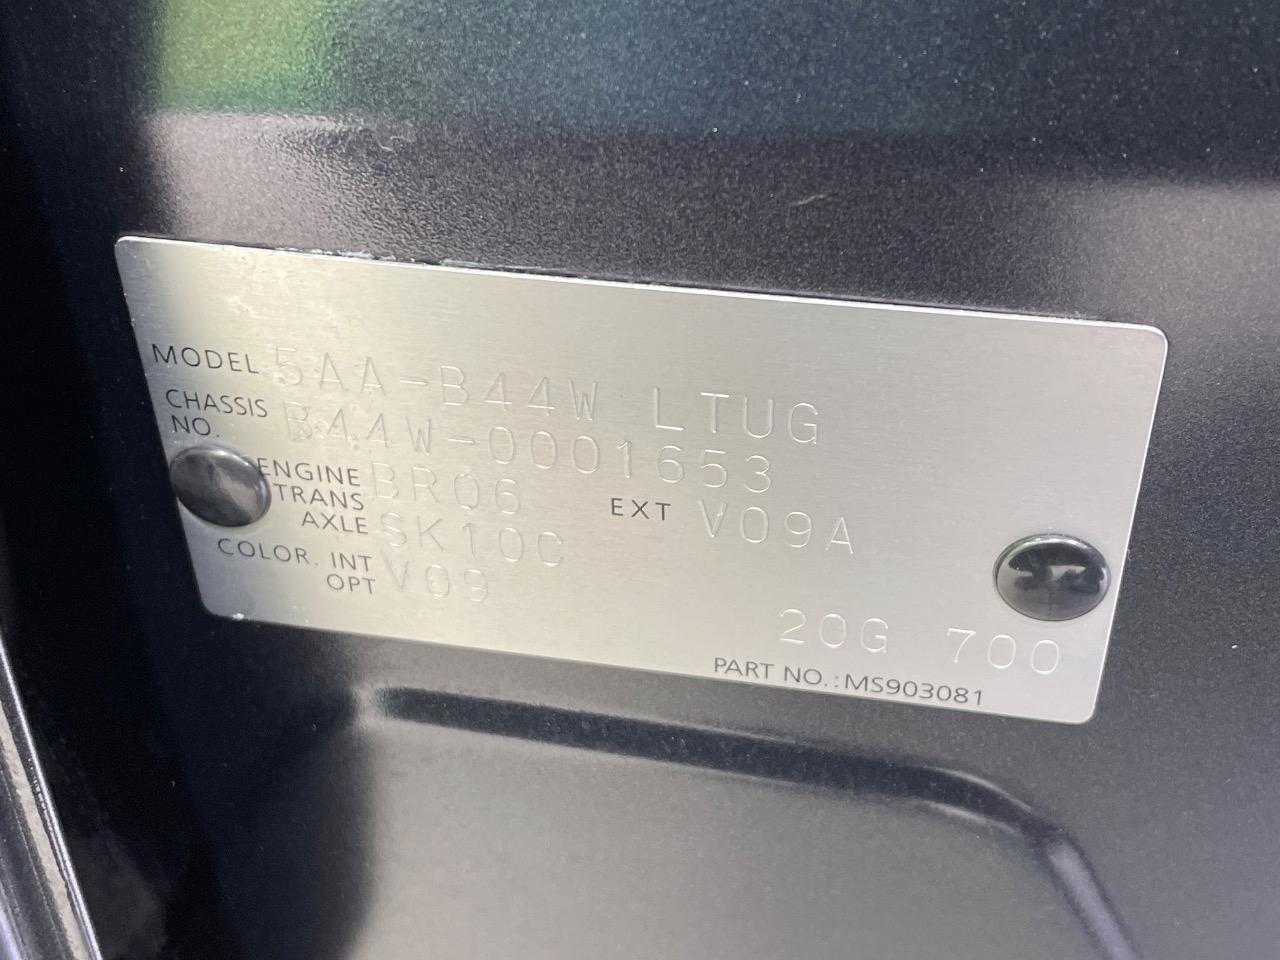 MODEL 5AA-B44W LTUG
CHASSIS NO. B44W-0001653
ENGINE BR06 EXT V09A
TRANS AXLE SK10C
COLOR. INT V09
OPT
20G 700
PART NO.:MS903081